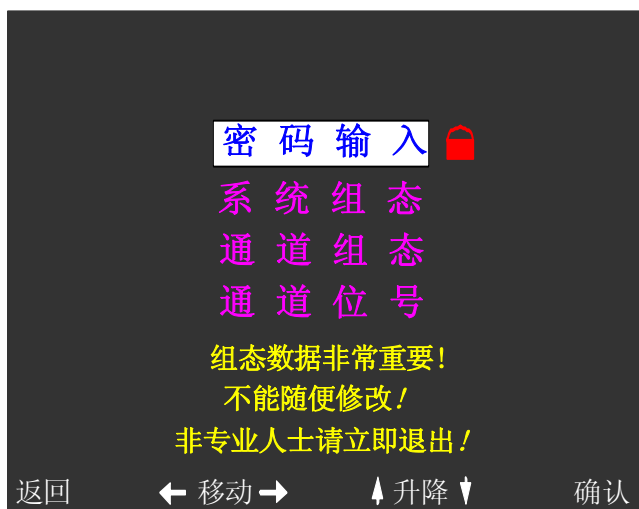 密码输入
系统组态
通道组态
通道位号
组态数据非常重要!
不能随便修改!
非专业人士请立即退出!
返回 移动 升降 确认